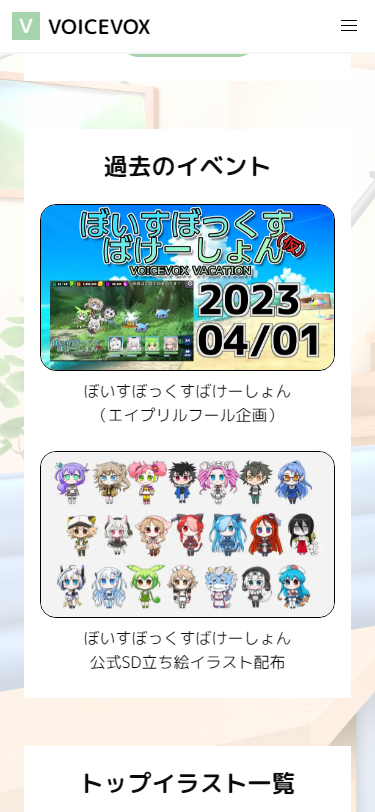 V VOICEVOX
過去のイベント
ぼいすぼっくす
ばけーしょん(仮)
VOICEVOX VACATION
2023
04/01
ぼいすぼっくすばけーしょん
（エイプリルフール企画）
ぼいすぼっくすばけーしょん
公式SD立ち絵イラスト配布
トップイラスト一覧